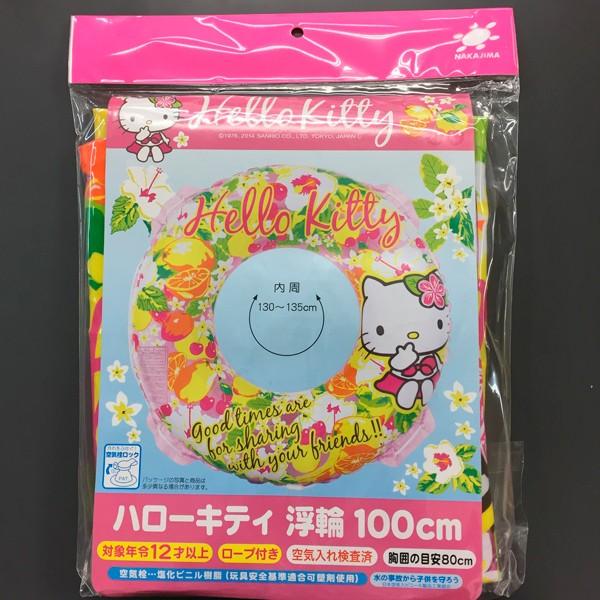 NAKAJIMA
Hello Kitty
©1976, 2014 SANRIO CO., LTD. TOKYO, JAPAN
Hello Kitty
内周
130～135cm
Good times are
for sharing
with your friends!!
空気栓ロック
PAT.
パッケージの写真と商品は
多少異なる場合があります。
ハローキティ 浮輪 100cm
対象年令12才以上 ロープ付き 空気入れ検査済 胸囲の目安80cm
空気栓…塩化ビニル樹脂（玩具安全基準適合可塑剤使用） 水の事故から子供を守ろう